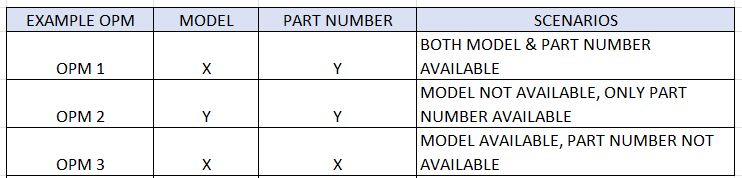 EXAMPLE OPM MODEL PART NUMBER SCENARIOS
BOTH MODEL & PART NUMBER
OPM 1 X Y AVAILABLE
MODEL NOT AVAILABLE, ONLY PART
OPM 2 Y Y NUMBER AVAILABLE
MODEL AVAILABLE, PART NUMBER NOT
OPM 3 X X AVAILABLE